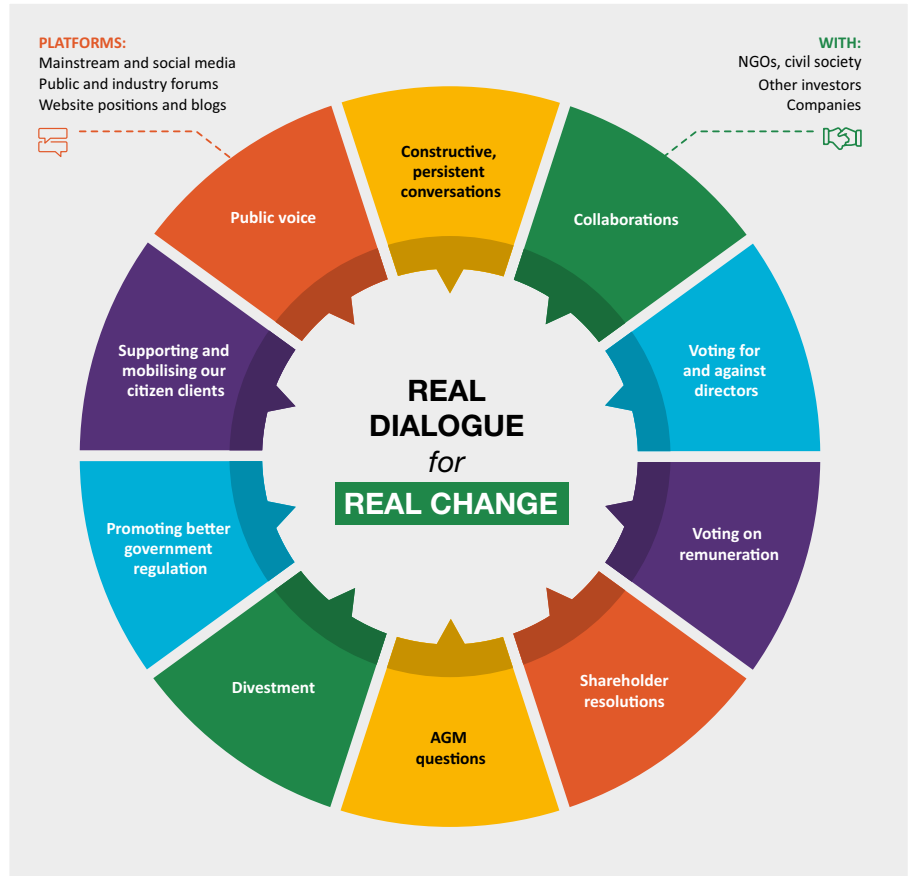 PLATFORMS:
Mainstream and social media
Public and industry forums
Website positions and blogs
WITH:
NGOs, civil society
Other investors
Companies
Constructive,
persistent
conversations
Collaborations
Voting for
and against
directors
Voting on
remuneration
Shareholder
resolutions
AGM
questions
Divestment
Promoting better
government
regulation
Supporting and
mobilising our
citizen clients
Public voice
REAL
DIALOGUE
for
REAL CHANGE